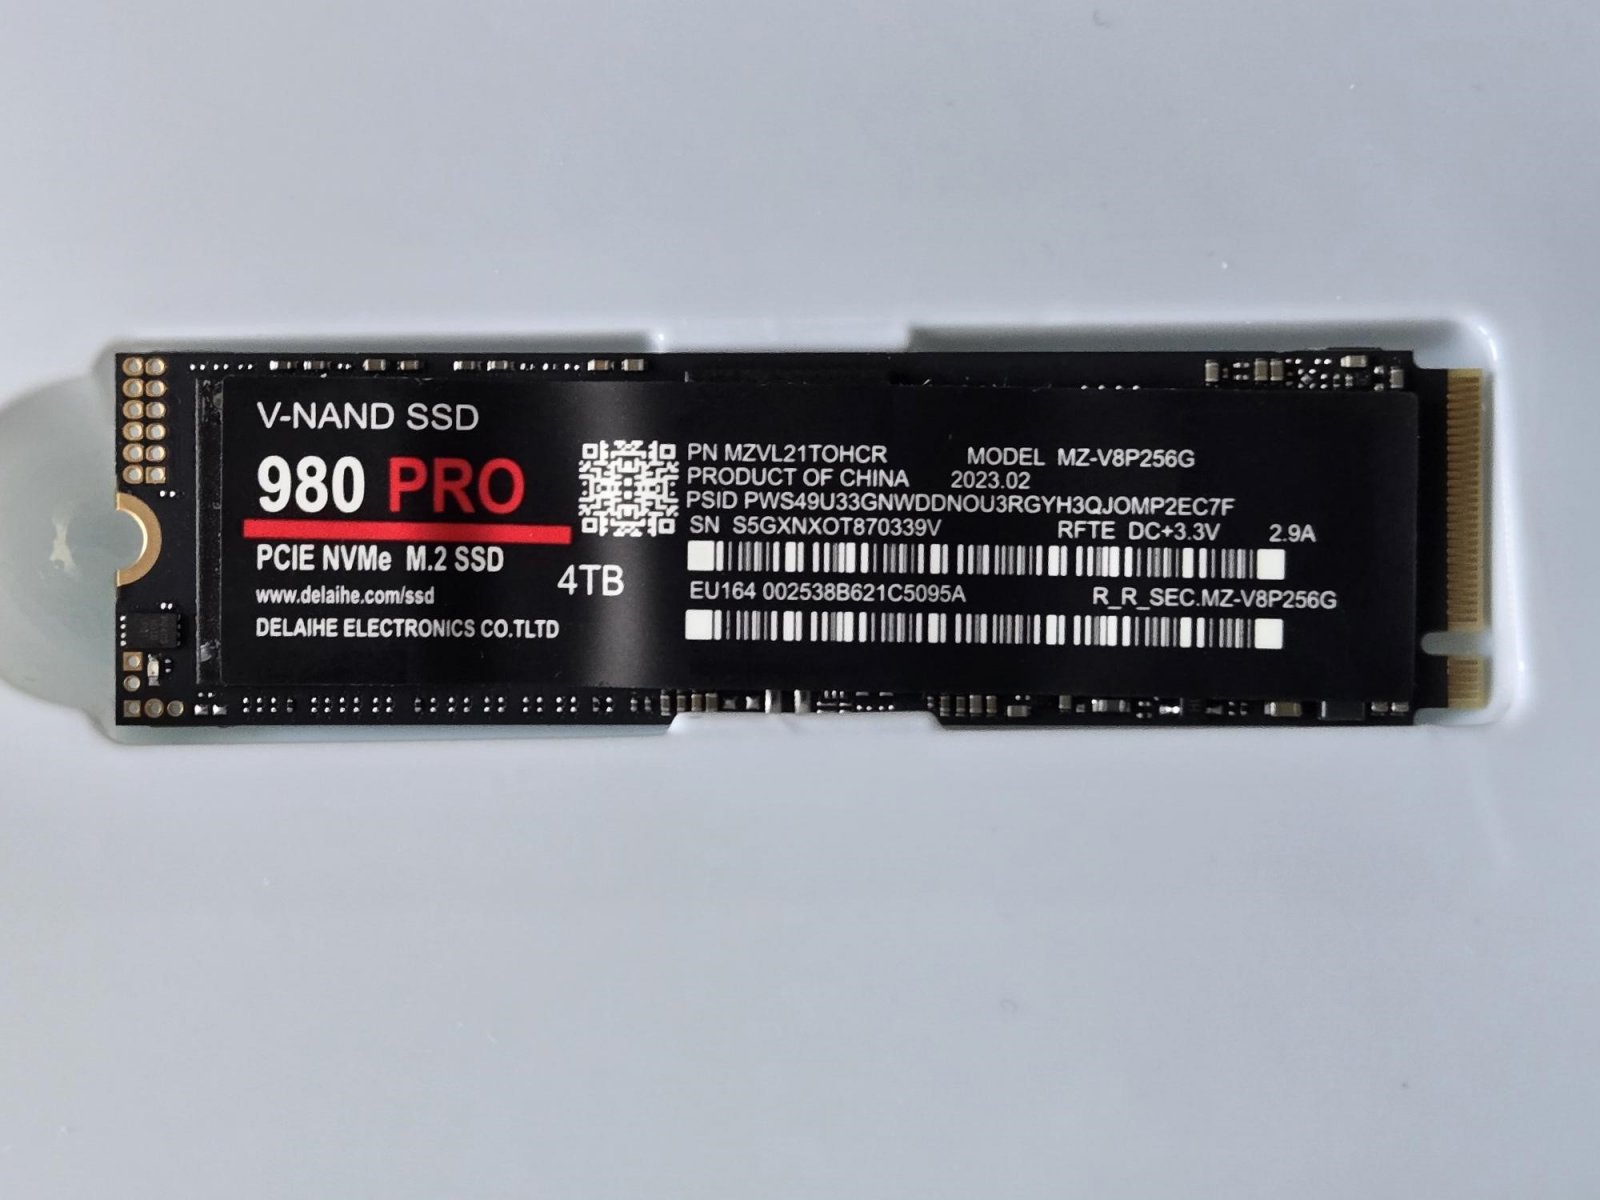 V-NAND SSD
980 PRO
PCIE NVMe M.2 SSD
www.delaihe.com/ssd
4TB
DELAIHE ELECTRONICS CO.TLTD
PN MZVL21TOHCR MODEL MZ-V8P256G
PRODUCT OF CHINA 2023.02
PSID PWS49U33GNWDDNOU3RGYH3QJOMP2EC7F
SN S5GXNXOT870339V RFTE DC+3.3V 2.9A
EU164 002538B621C5095A R_R_SEC.MZ-V8P256G